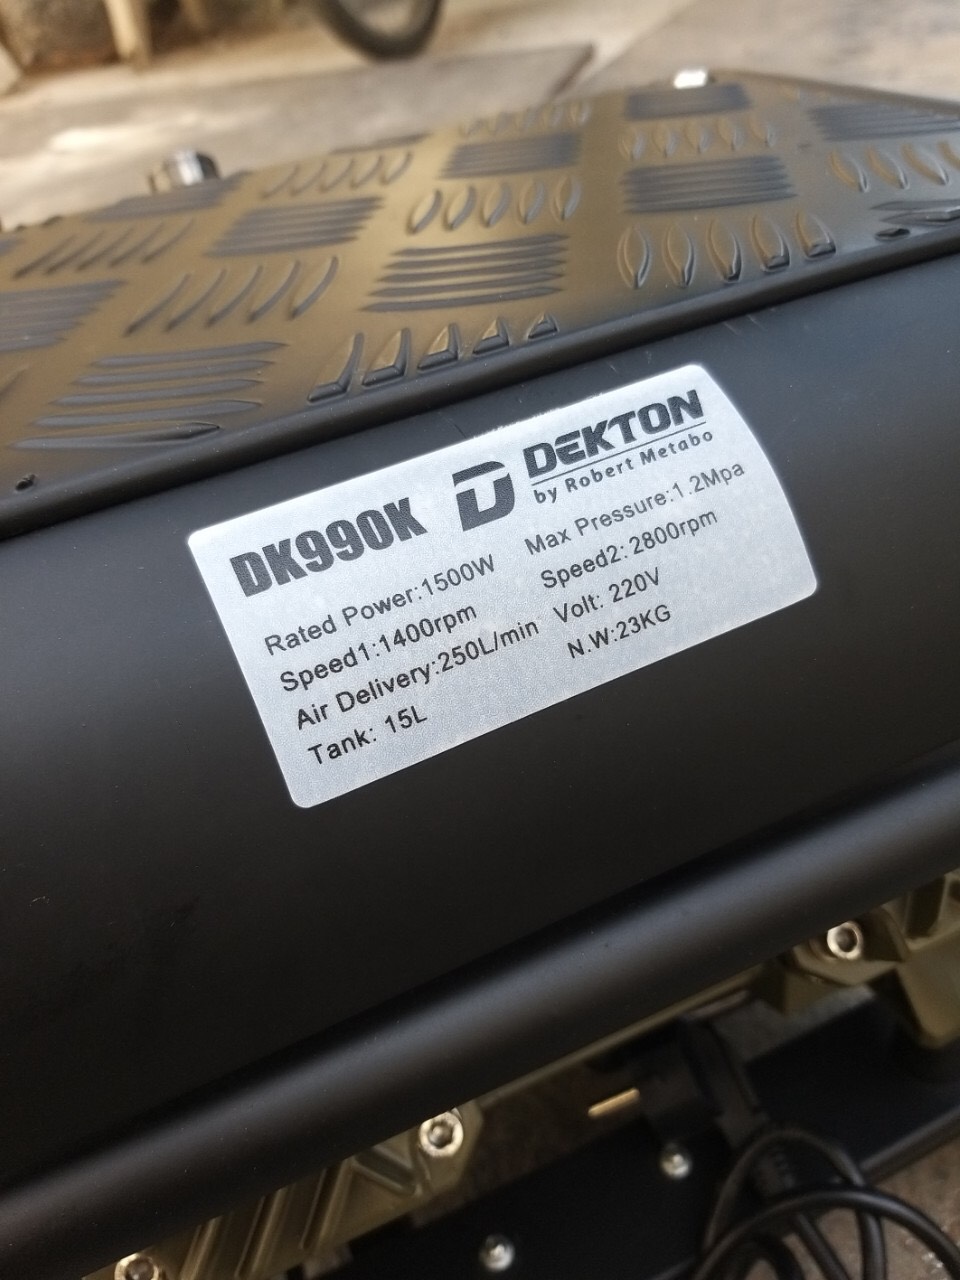 DK990K
DEKTON
by Robert Metabo
Rated Power:1500W
Max Pressure:1.2Mpa
Speed1:1400rpm
Speed2: 2800rpm
Air Delivery:250L/min
Volt: 220V
Tank: 15L
N.W:23KG